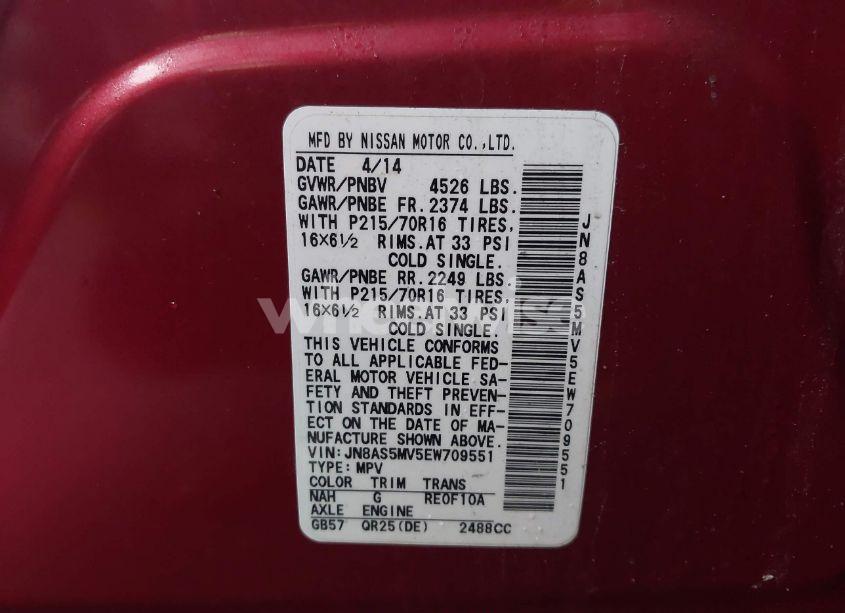 MFD BY NISSAN MOTOR CO.,LTD.
DATE 4/14
GVWR/PNBV 4526 LBS.
GAWR/PNBE FR. 2374 LBS.
WITH P215/70R16 TIRES,
16X6½ RIMS.AT 33 PSI
COLD SINGLE.
GAWR/PNBE RR. 2249 LBS.
WITH P215/70R16 TIRES,
16X6½ RIMS.AT 33 PSI
COLD SINGLE.
THIS VEHICLE CONFORMS
TO ALL APPLICABLE FED-
ERAL MOTOR VEHICLE SA-
FETY AND THEFT PREVEN-
TION STANDARDS IN EFF-
ECT ON THE DATE OF MA-
NUFACTURE SHOWN ABOVE.
VIN: JN8AS5MV5EW709551
TYPE: MPV
COLOR TRIM TRANS
NAH G RE0F10A
AXLE ENGINE
GB57 QR25(DE) 2488CC
JN8AS5MV5EW709551